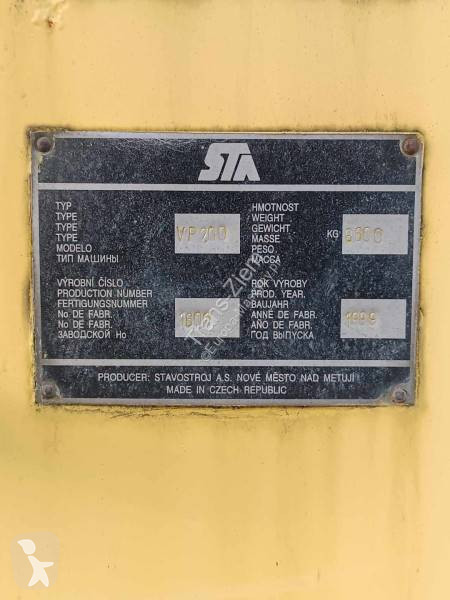 STA
TYP
TYPE
TYPE
TYPE
MODELO
ТИП МАШИНЫ
VP 200
HMOTNOST
WEIGHT
GEWICHT
MASSE
PESO
MACCA
KG
VÝROBNÍ ČÍSLO
PRODUCTION NUMBER
FERTIGUNGSNUMMER
No DE FABR.
No DE FABR.
ЗАВОДСКОЙ Но
ROK VÝROBY
PROD. YEAR.
BAUJAHR
ANNÉ DE FABR.
AÑO DE FABR.
ГОД ВЫПУСКА
1999
PRODUCER: STAVOSTROJ A.S. NOVÉ MĚSTO NAD METUJÍ
MADE IN CZECH REPUBLIC